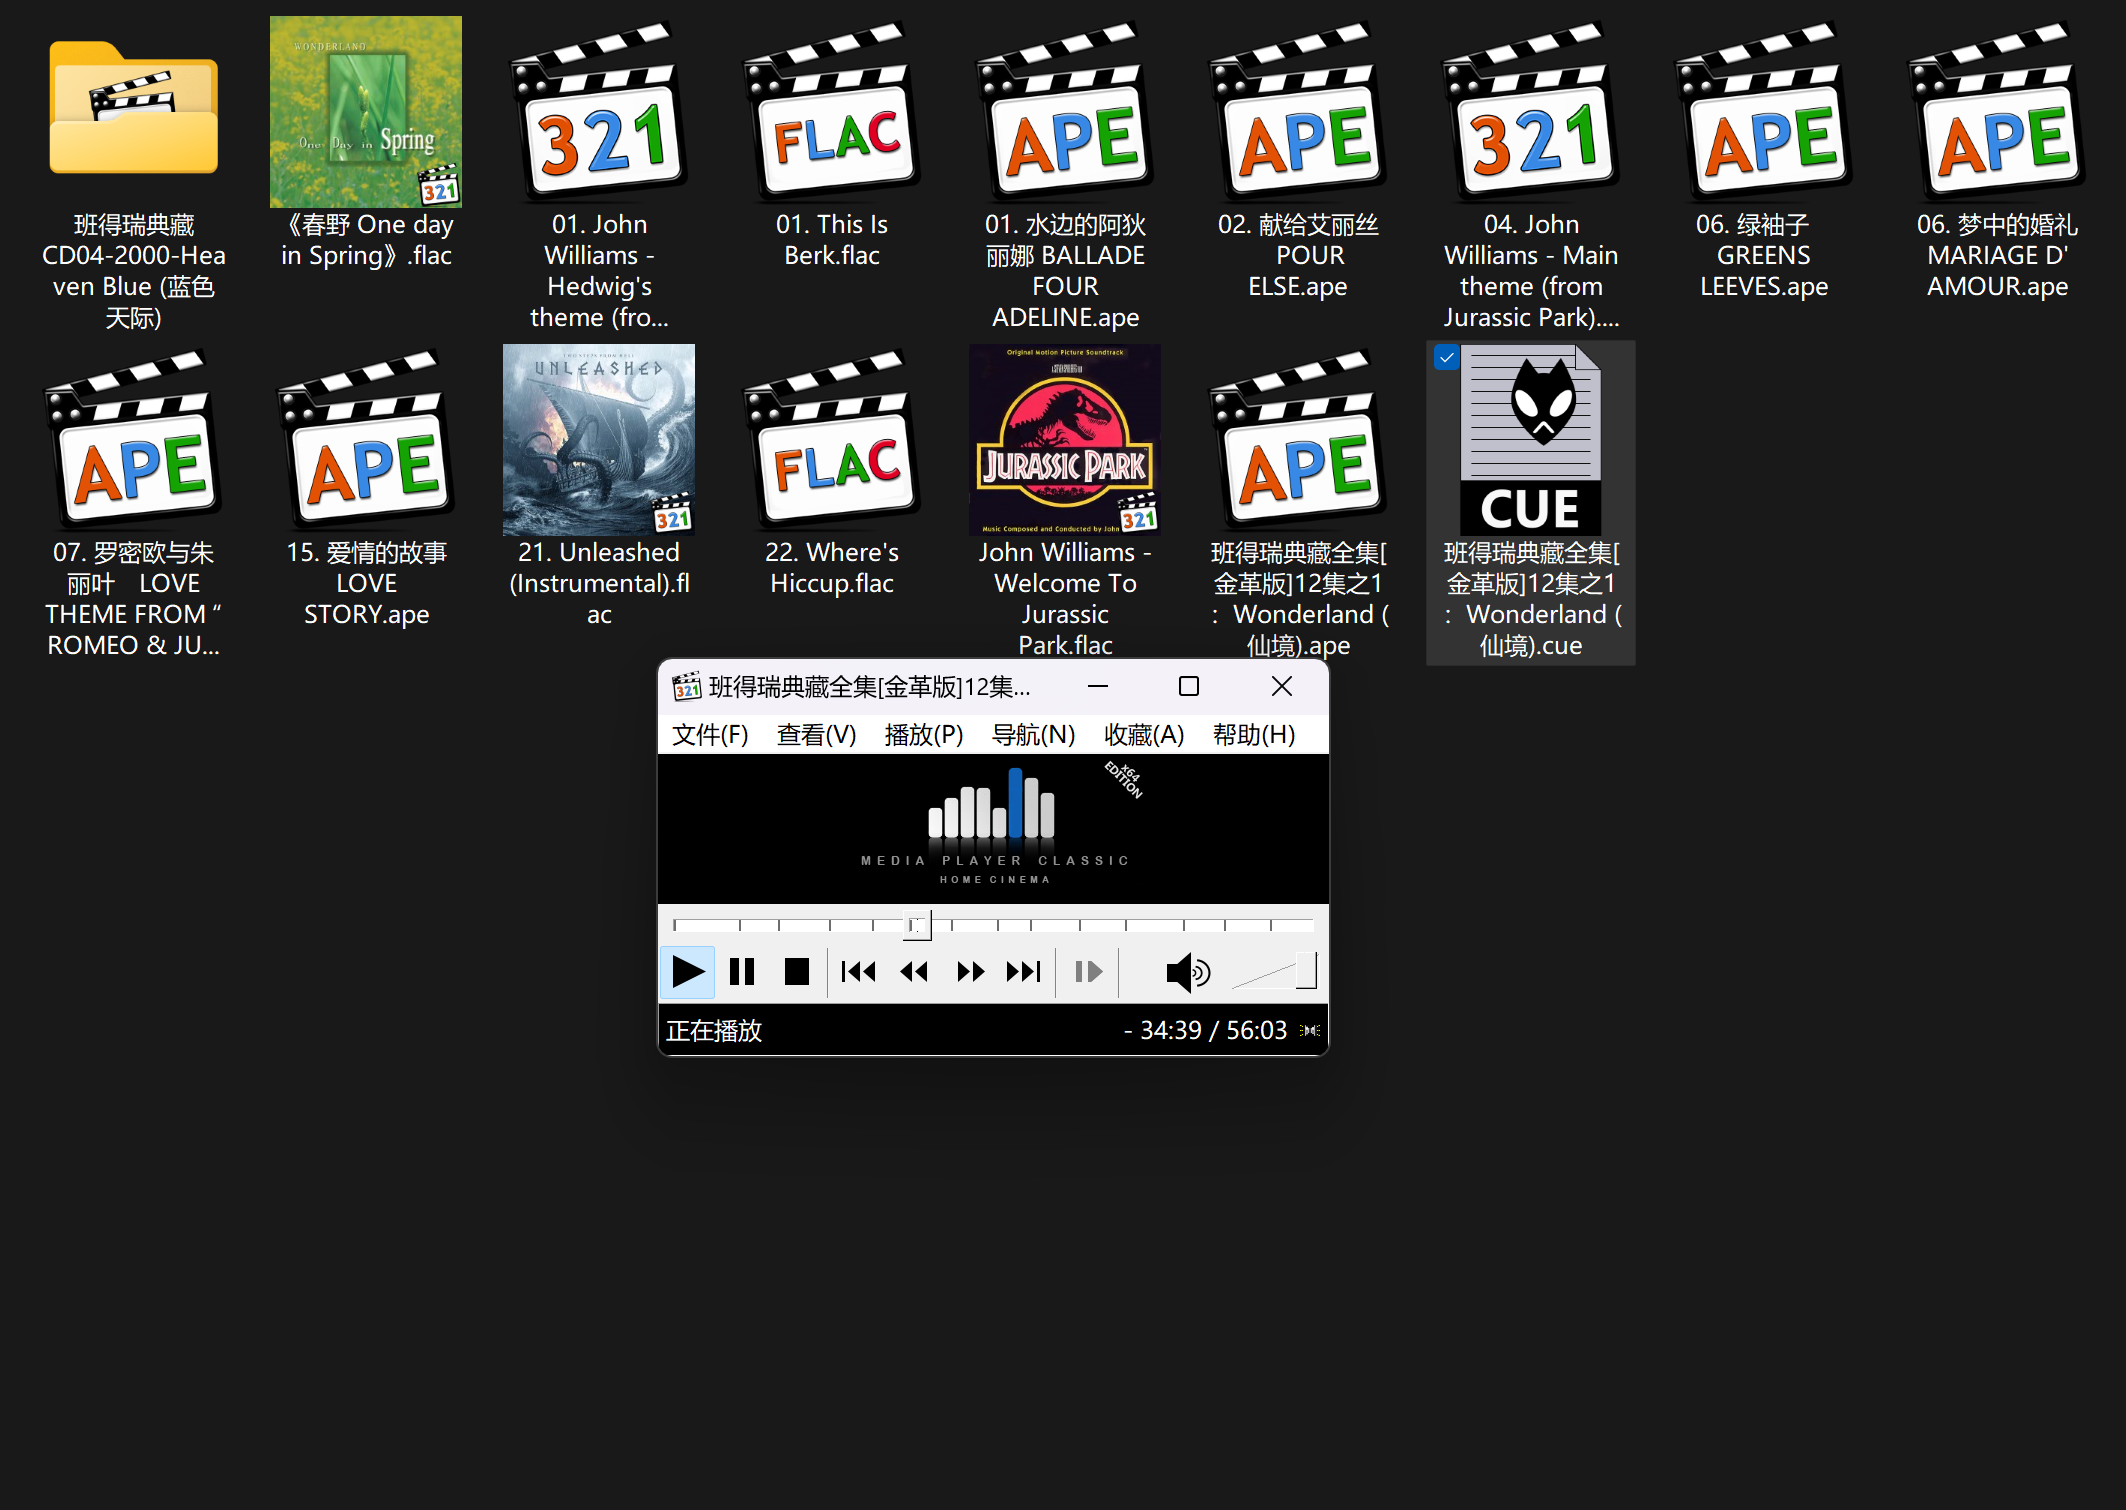 WONDERLAND
One Day in Spring
321
321
FLAC
APE
APE
321
APE
APE
班得瑞典藏
CD04-2000-Hea
ven Blue (蓝色
天际)
《春野 One day
in Spring》.flac
01. John
Williams -
Hedwig's
theme (fro...
01. This Is
Berk.flac
01. 水边的阿狄
丽娜 BALLADE
FOUR
ADELINE.ape
02. 献给艾丽丝
POUR
ELSE.ape
04. John
Williams - Main
theme (from
Jurassic Park)....
06. 绿袖子
GREENS
LEEVES.ape
06. 梦中的婚礼
MARIAGE D'
AMOUR.ape
APE
APE
TWO STEPS FROM HELL
UNLEASHED
321
FLAC
Original Motion Picture Soundtrack
JURASSIC PARK
Music Composed and Conducted by John
321
APE
CUE
07. 罗密欧与朱
丽叶 LOVE
THEME FROM “
ROMEO & JU...
15. 爱情的故事
LOVE
STORY.ape
21. Unleashed
(Instrumental).fl
ac
22. Where's
Hiccup.flac
John Williams -
Welcome To
Jurassic
Park.flac
班得瑞典藏全集[
金革版]12集之1
：Wonderland (
仙境).ape
班得瑞典藏全集[
金革版]12集之1
：Wonderland (
仙境).cue
321
班得瑞典藏全集[金革版]12集...
文件(F) 查看(V) 播放(P) 导航(N) 收藏(A) 帮助(H)
x64
EDITION
MEDIA PLAYER CLASSIC
HOME CINEMA
正在播放
- 34:39 / 56:03